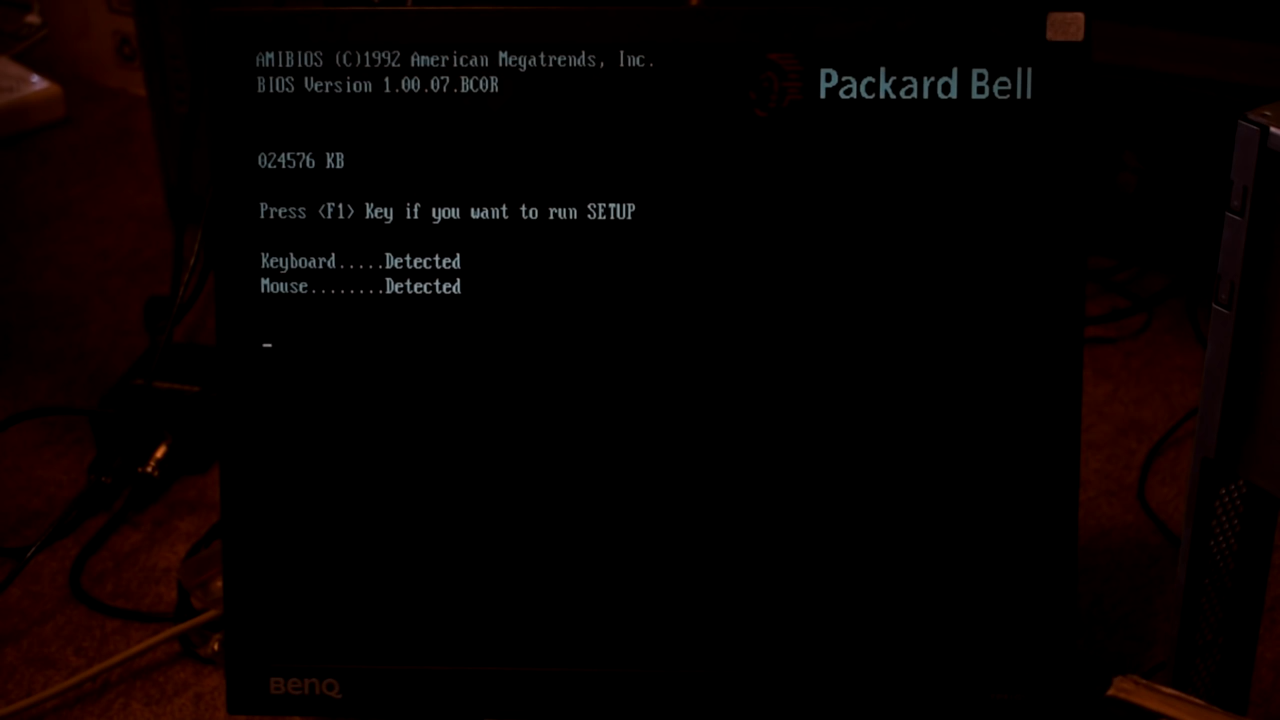 AMIBIOS (C)1992 American Megatrends, Inc.
BIOS Version 1.00.07.BC0R
Packard Bell
024576 KB
Press <F1> Key if you want to run SETUP
Keyboard.....Detected
Mouse........Detected
_
BenQ